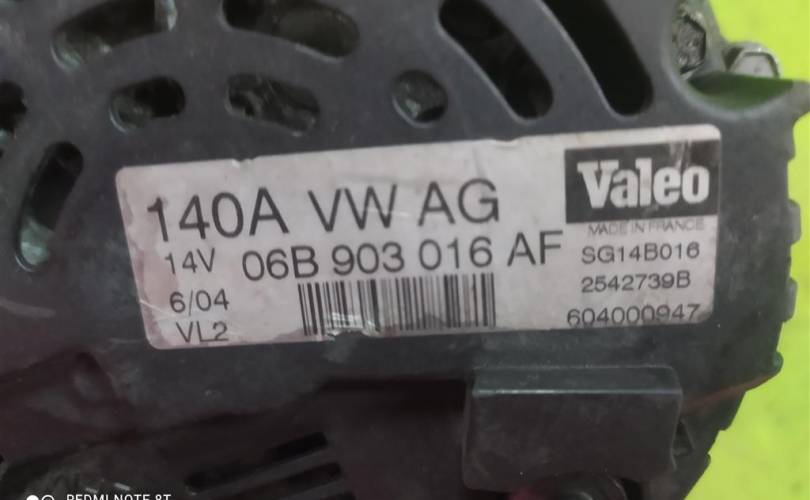 140A VW AG
14V 06B 903 016 AF
6/04
VL2
Valeo
MADE IN FRANCE
SG14B016
2542739B
604000947
REDMI NOTE 8T